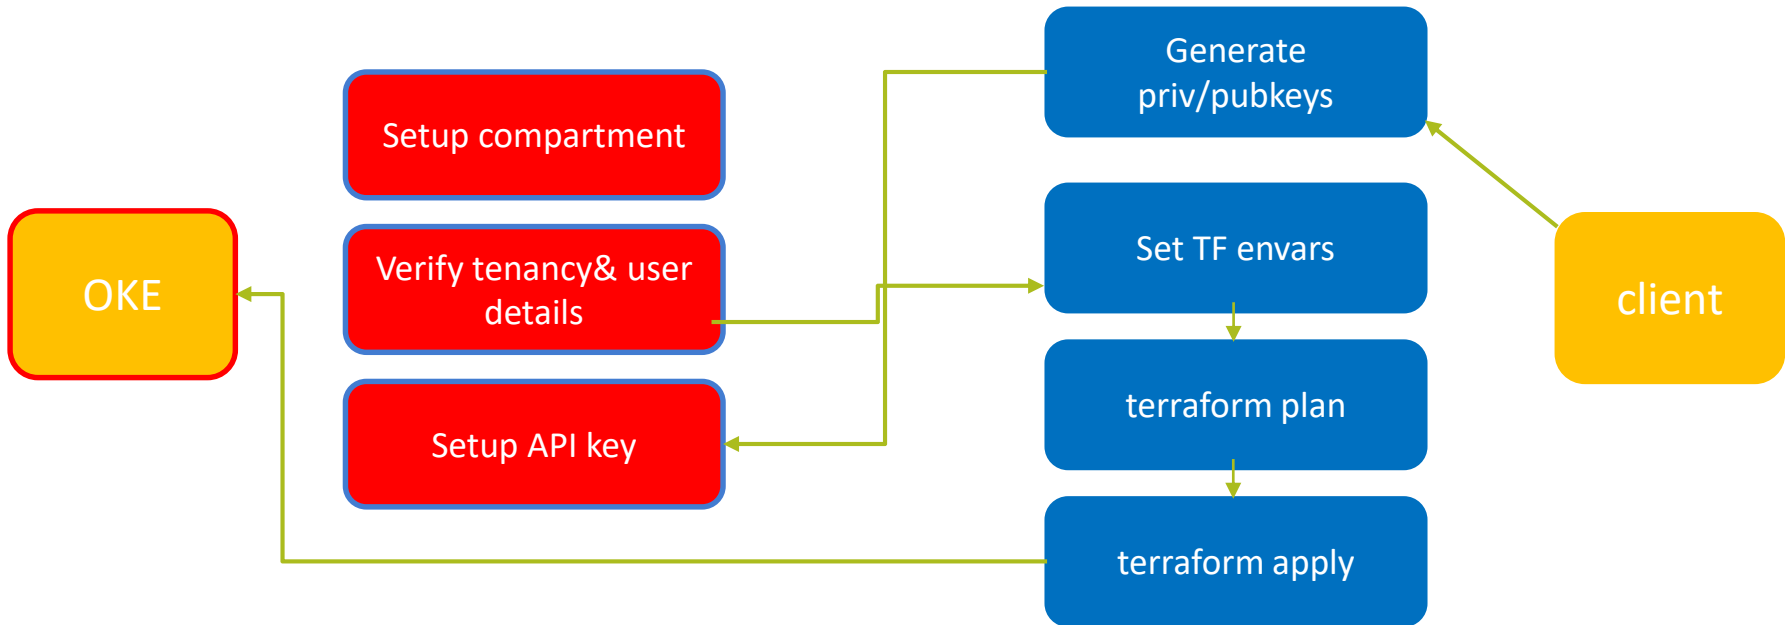 OKE
Setup compartment
Verify tenancy& user
details
Setup API key
Generate
priv/pubkeys
Set TF envars
terraform plan
terraform apply
client